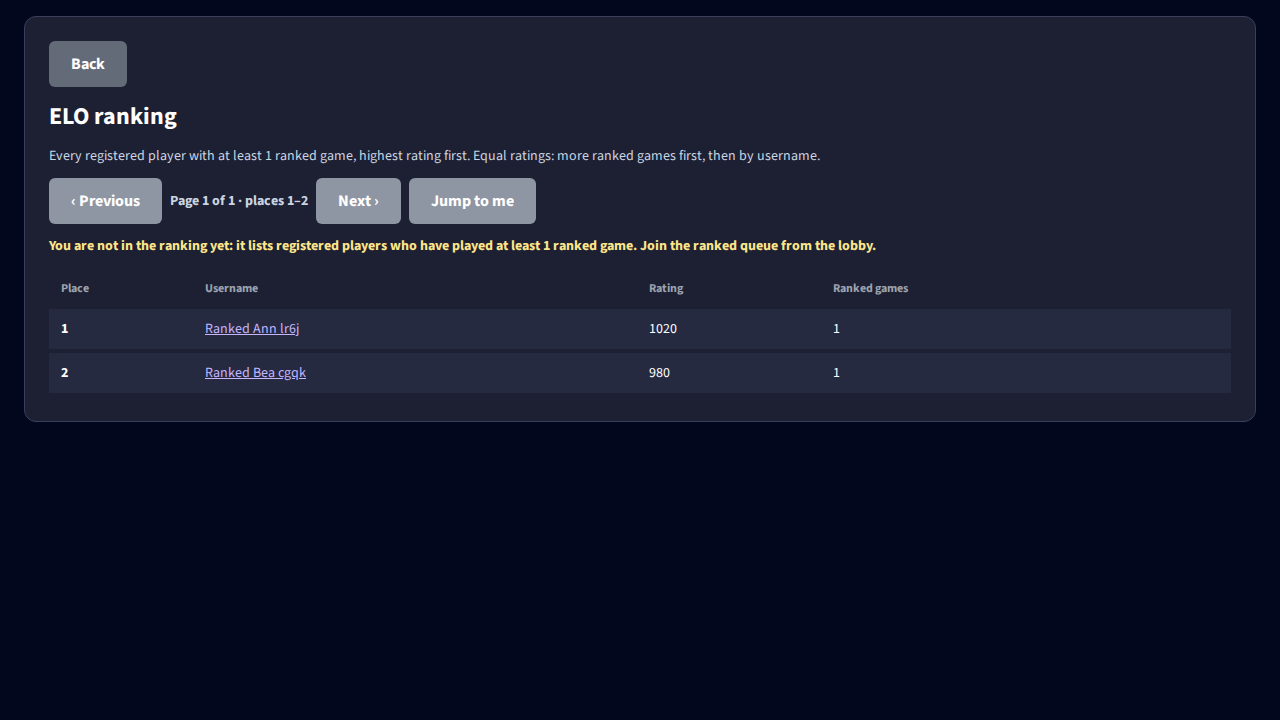 Back
ELO ranking
Every registered player with at least 1 ranked game, highest rating first. Equal ratings: more ranked games first, then by username.
‹ Previous Page 1 of 1 · places 1–2 Next › Jump to me
You are not in the ranking yet: it lists registered players who have played at least 1 ranked game. Join the ranked queue from the lobby.
Place Username Rating Ranked games
1 Ranked Ann lr6j 1020 1
2 Ranked Bea cgqk 980 1